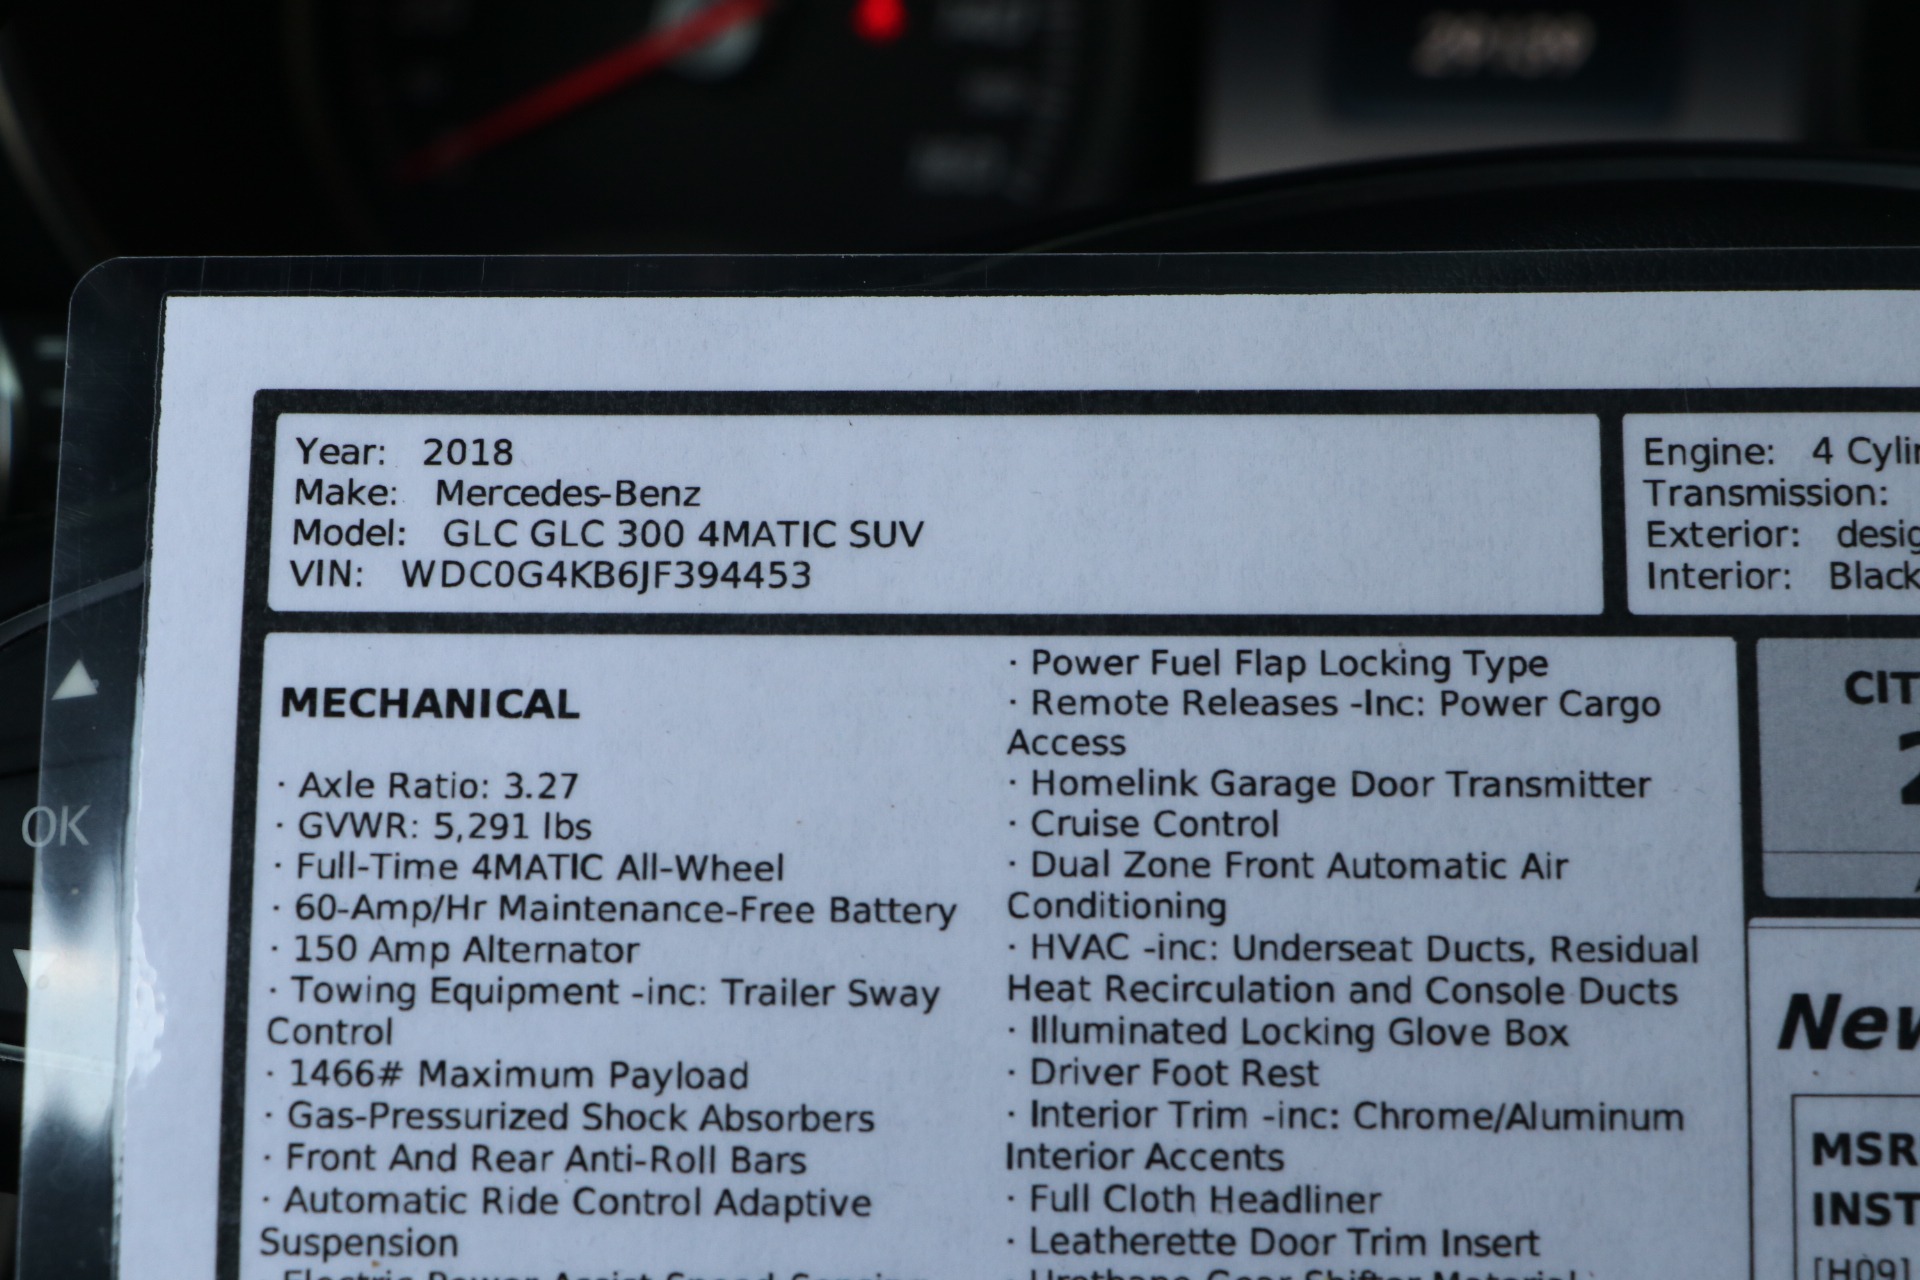 Year: 2018
Make: Mercedes-Benz
Model: GLC GLC 300 4MATIC SUV
VIN: WDC0G4KB6JF394453
Engine: 4
Transmission:
Exterior:
Interior: Black
MECHANICAL
· Axle Ratio: 3.27
· GVWR: 5,291 lbs
· Full-Time 4MATIC All-Wheel
· 60-Amp/Hr Maintenance-Free Battery
· 150 Amp Alternator
· Towing Equipment -inc: Trailer Sway
Control
· 1466# Maximum Payload
· Gas-Pressurized Shock Absorbers
· Front And Rear Anti-Roll Bars
· Automatic Ride Control Adaptive
Suspension
· Power Fuel Flap Locking Type
· Remote Releases -Inc: Power Cargo
Access
· Homelink Garage Door Transmitter
· Cruise Control
· Dual Zone Front Automatic Air
Conditioning
· HVAC -inc: Underseat Ducts, Residual
Heat Recirculation and Console Ducts
· Illuminated Locking Glove Box
· Driver Foot Rest
· Interior Trim -inc: Chrome/Aluminum
Interior Accents
· Full Cloth Headliner
· Leatherette Door Trim Insert
CIT
New
MSR
INST
[H09]
OK